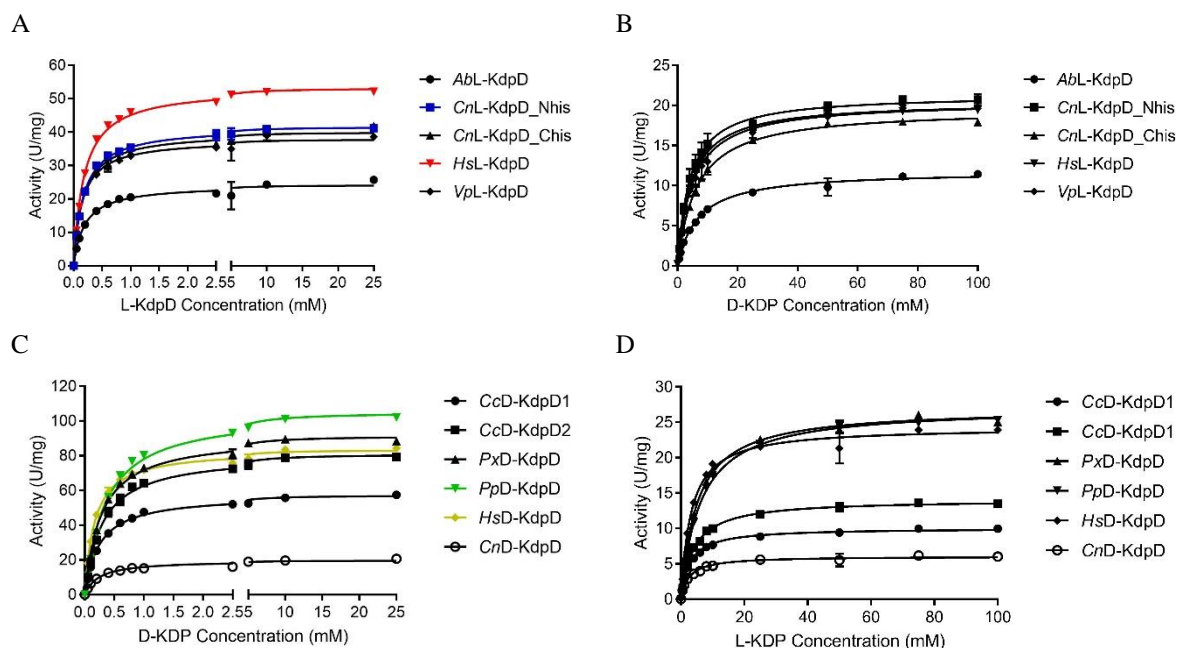 A
60
50
40
30
20
10
0
Activity (U/mg)
0.0 0.5 1.0 1.5 2.0 2.55 10 15 20 25
L-KdpD Concentration (mM)
AbL-KdpD
CnL-KdpD_Nhis
CnL-KdpD_Chis
HsL-KdpD
VpL-KdpD
B
25
20
15
10
5
0
Activity (U/mg)
0 20 40 60 80 100
D-KDP Concentration (mM)
AbL-KdpD
CnL-KdpD_Nhis
CnL-KdpD_Chis
HsL-KdpD
VpL-KdpD
C
120
100
80
60
40
20
0
Activity (U/mg)
0.0 0.5 1.0 1.5 2.0 2.55 10 15 20 25
D-KDP Concentration (mM)
CcD-KdpD1
CcD-KdpD2
PxD-KdpD
PpD-KdpD
HsD-KdpD
CnD-KdpD
D
30
25
20
15
10
5
0
Activity (U/mg)
0 20 40 60 80 100
L-KDP Concentration (mM)
CcD-KdpD1
CcD-KdpD1
PxD-KdpD
PpD-KdpD
HsD-KdpD
CnD-KdpD